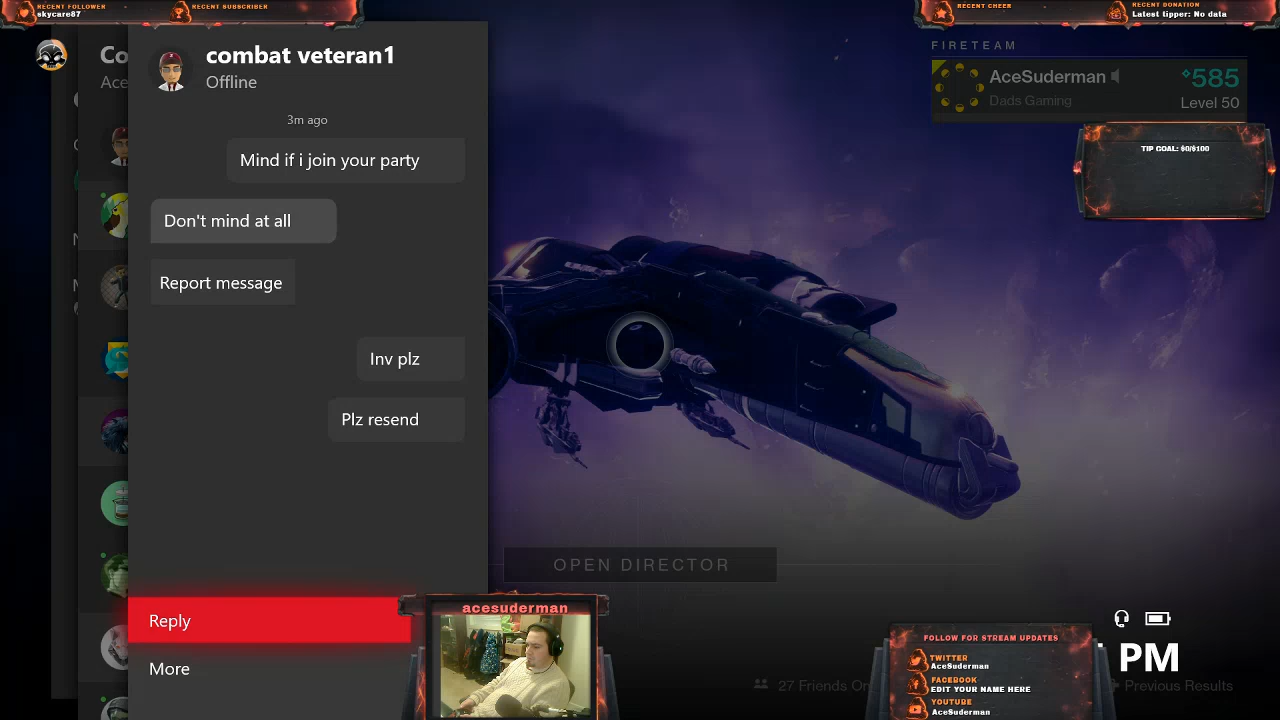 RECENT FOLLOWER
skycare87
RECENT SUBSCRIBER
RECENT CHEER
RECENT DONATION
Latest tipper: No data
combat veteran1
Offline
Co
Ace
3m ago
Mind if i join your party
Don't mind at all
Report message
Inv plz
Plz resend
Reply
More
FIRETEAM
AceSuderman
585
Dads Gaming
Level 50
TIP GOAL: $0/$100
OPEN DIRECTOR
acesuderman
27 Friends On
PM
Previous Results
FOLLOW FOR STREAM UPDATES
TWITTER
AceSuderman
FACEBOOK
EDIT YOUR NAME HERE
YOUTUBE
AceSuderman